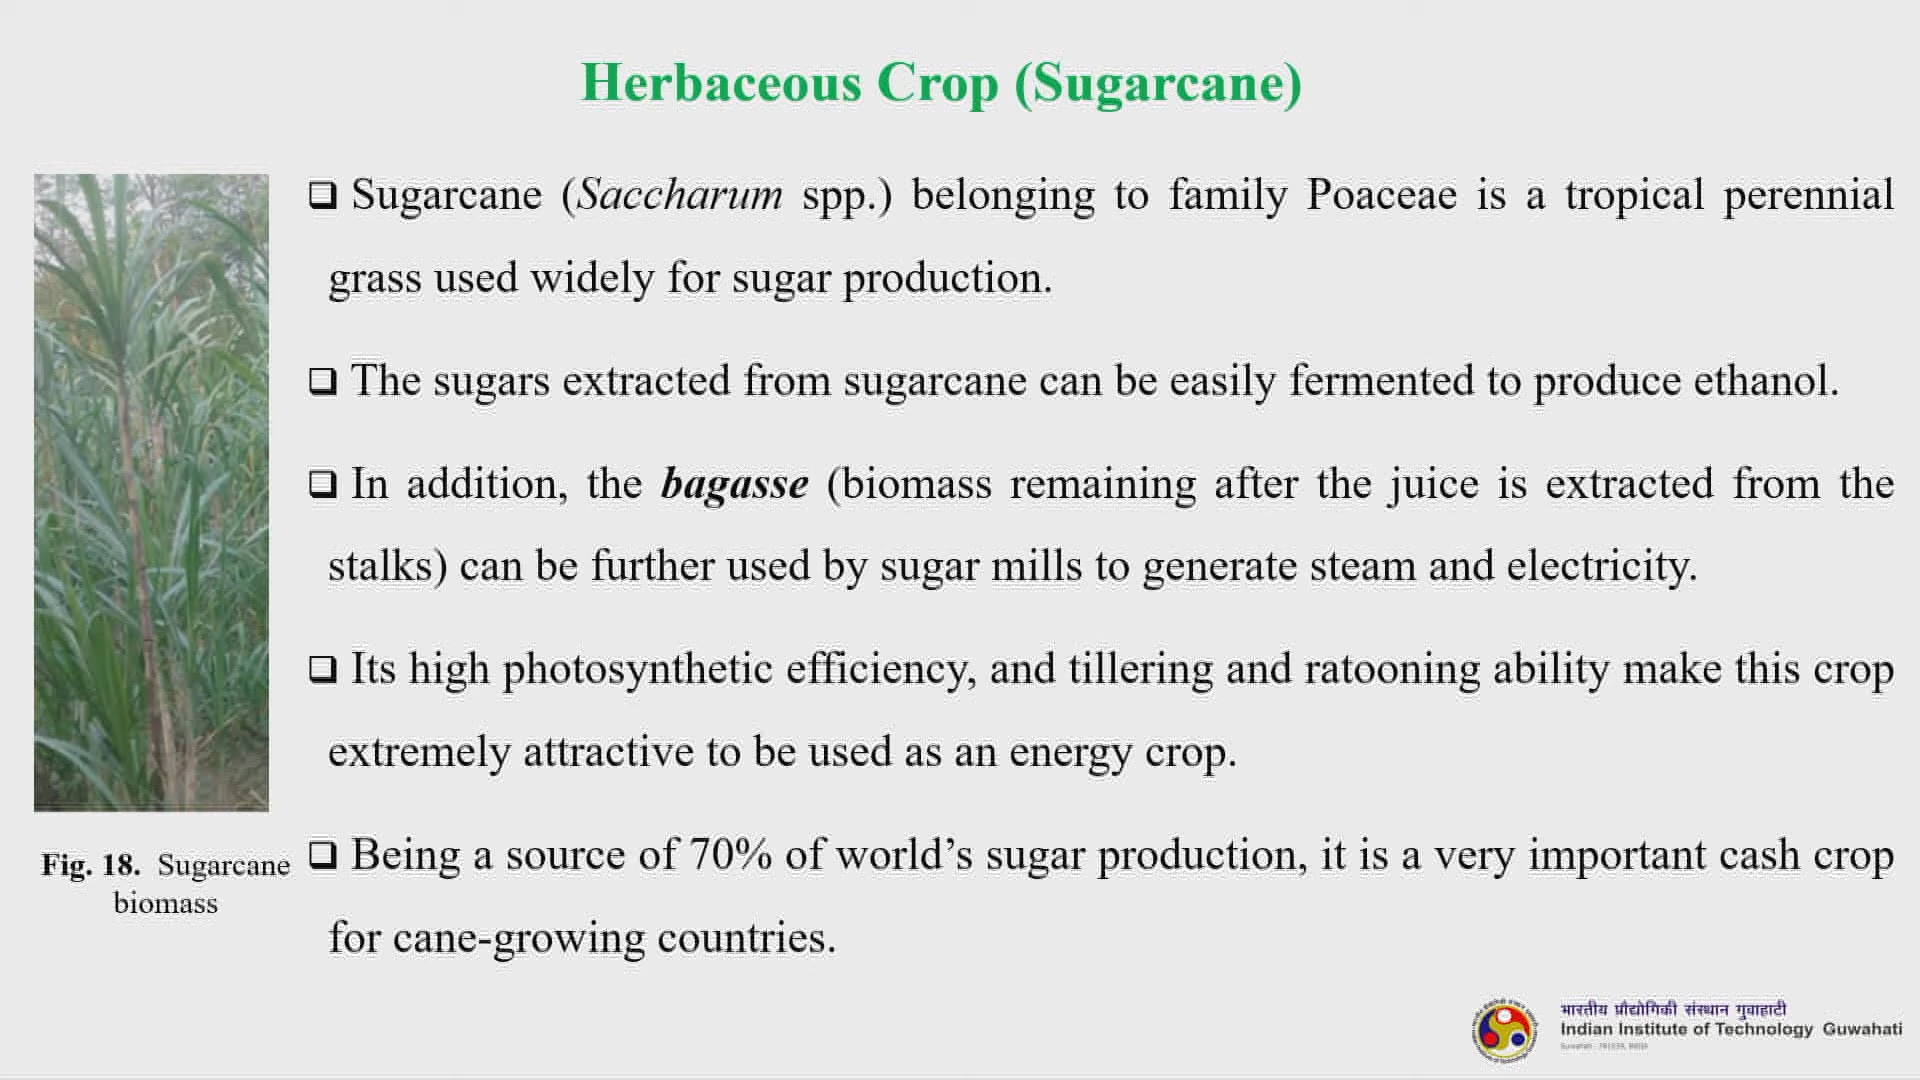 Herbaceous Crop (Sugarcane)
❑ Sugarcane (Saccharum spp.) belonging to family Poaceae is a tropical perennial
grass used widely for sugar production.
❑ The sugars extracted from sugarcane can be easily fermented to produce ethanol.
❑ In addition, the bagasse (biomass remaining after the juice is extracted from the
stalks) can be further used by sugar mills to generate steam and electricity.
❑ Its high photosynthetic efficiency, and tillering and ratooning ability make this crop
extremely attractive to be used as an energy crop.
❑ Being a source of 70% of world’s sugar production, it is a very important cash crop
for cane-growing countries.
Fig. 18. Sugarcane
biomass
भारतीय प्रौद्योगिकी संस्थान गुवाहाटी
Indian Institute of Technology Guwahati
Guwahati - 781039, INDIA